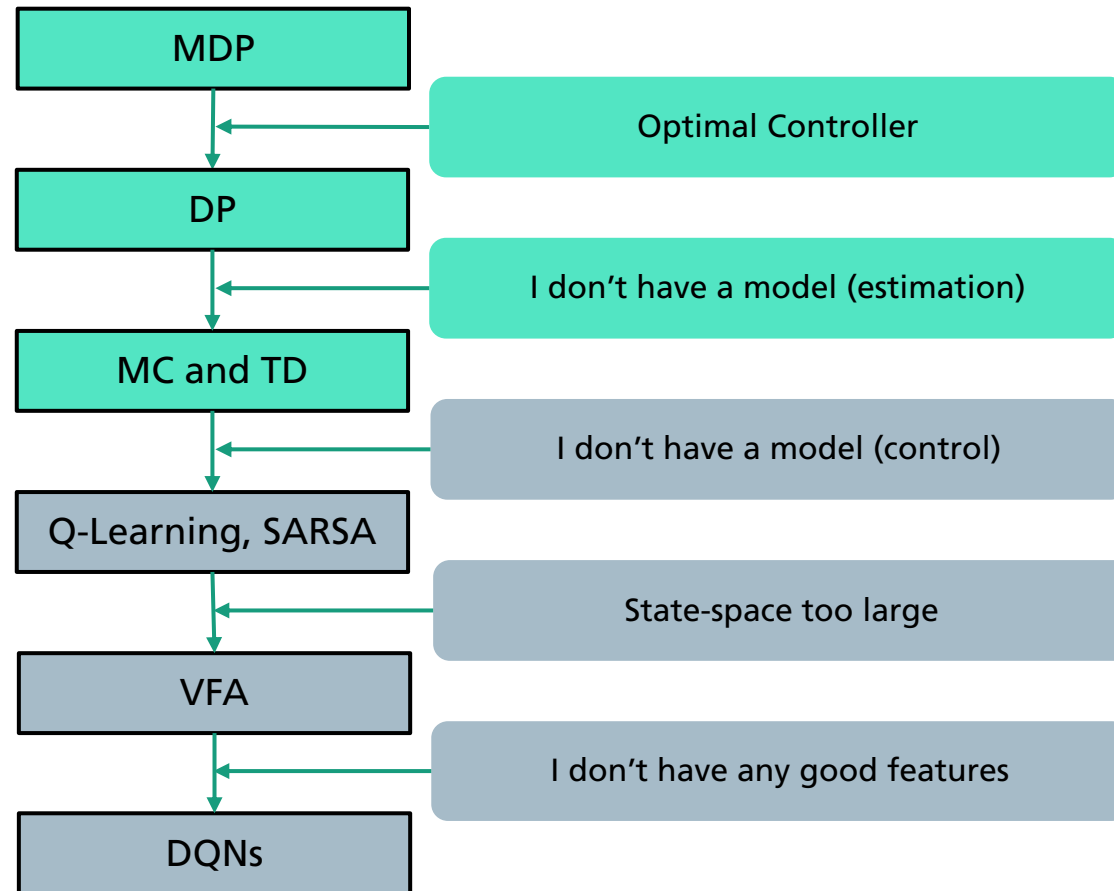 MDP
Optimal Controller
DP
I don’t have a model (estimation)
MC and TD
I don’t have a model (control)
Q-Learning, SARSA
State-space too large
VFA
I don’t have any good features
DQNs